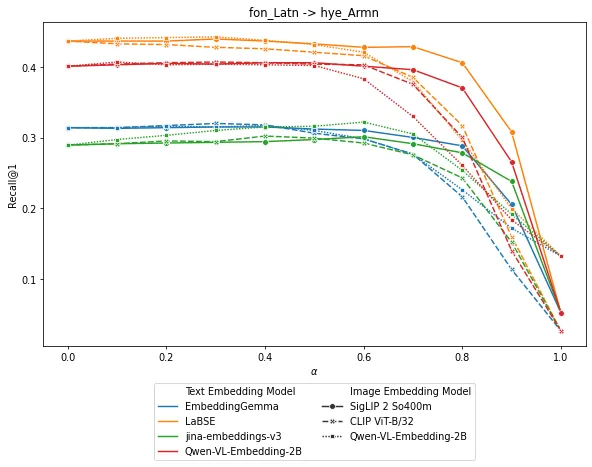 fon_Latn -> hye_Armn
Recall@1
0.4
0.3
0.2
0.1
0.0
0.2
0.4
0.6
0.8
1.0
α
Text Embedding Model
EmbeddingGemma
LaBSE
jina-embeddings-v3
Qwen-VL-Embedding-2B
Image Embedding Model
SigLIP 2 So400m
CLIP ViT-B/32
Qwen-VL-Embedding-2B